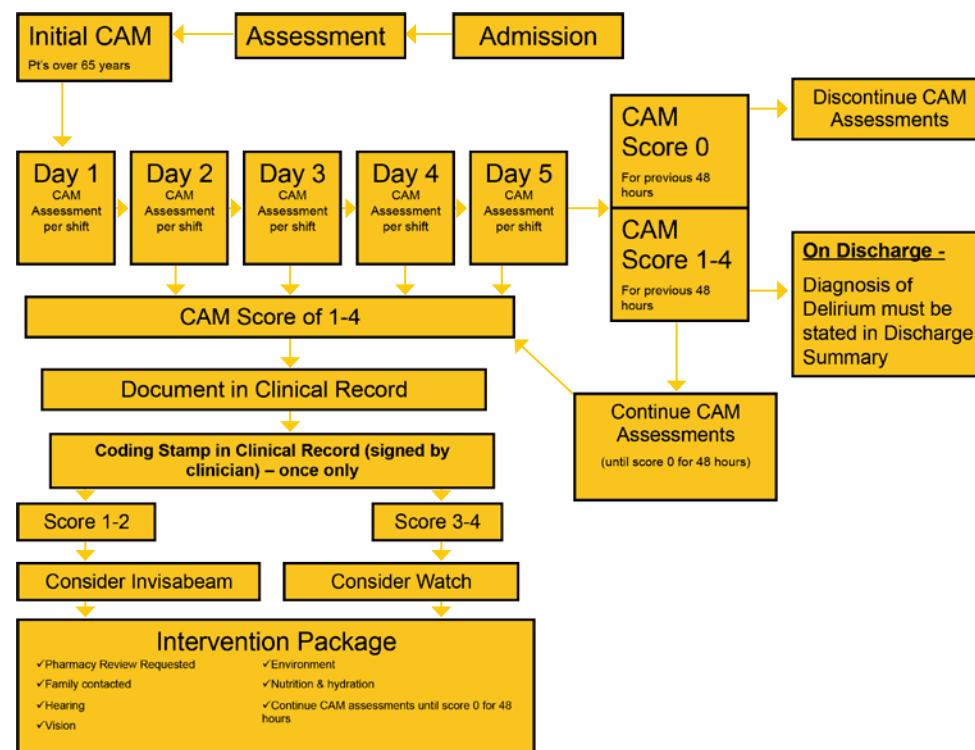 Initial CAM
Pt's over 65 years
Assessment
Admission
Day 1
CAM
Assessment
per shift
Day 2
CAM
Assessment
per shift
Day 3
CAM
Assessment
per shift
Day 4
CAM
Assessment
per shift
Day 5
CAM
Assessment
per shift
CAM
Score 0
For previous 48
hours
Discontinue CAM
Assessments
CAM
Score 1-4
For previous 48
hours
On Discharge -
Diagnosis of
Delirium must be
stated in Discharge
Summary
CAM Score of 1-4
Document in Clinical Record
Continue CAM
Assessments
(until score 0 for 48 hours)
Coding Stamp in Clinical Record (signed by
clinician) – once only
Score 1-2
Score 3-4
Consider Invisabeam
Consider Watch
Intervention Package
✓Pharmacy Review Requested
✓Family contacted
✓Hearing
✓Vision
✓Environment
✓Nutrition & hydration
✓Continue CAM assessments until score 0 for 48
hours